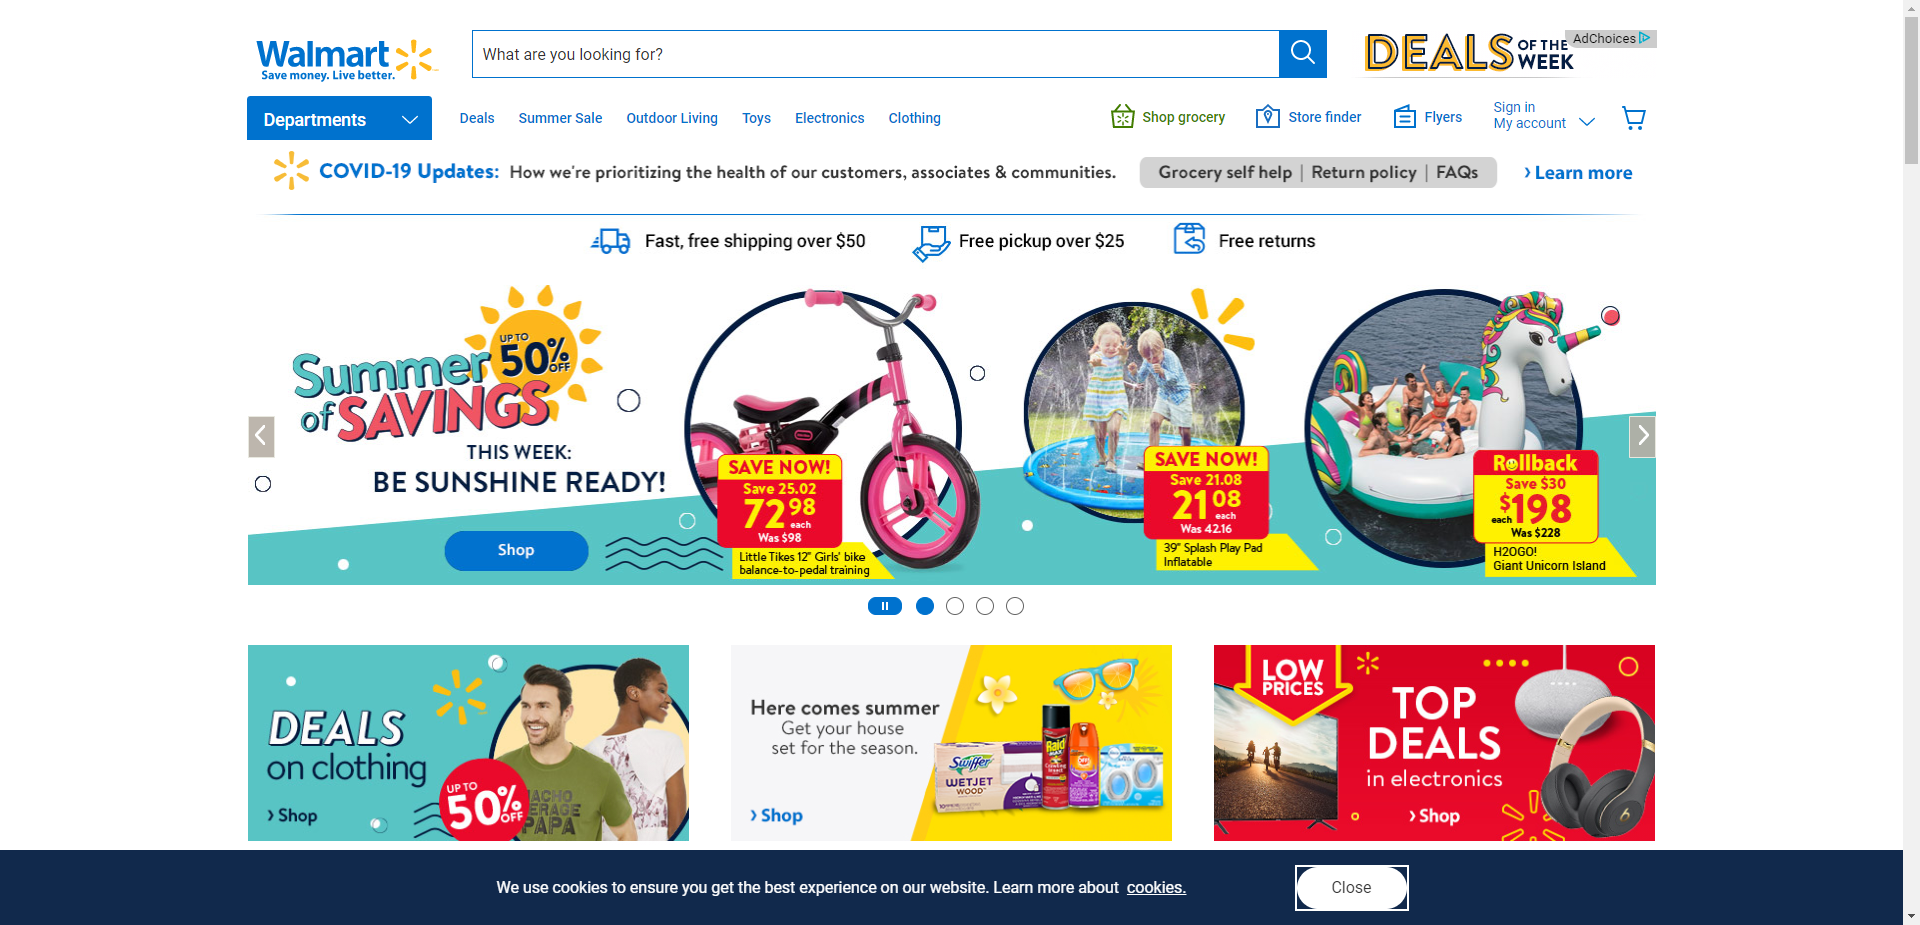 Walmart
Save money. Live better.
What are you looking for?
DEALS OF THE WEEK
AdChoices
Departments
Deals
Summer Sale
Outdoor Living
Toys
Electronics
Clothing
Shop grocery
Store finder
Flyers
Sign in
My account
COVID-19 Updates: How we're prioritizing the health of our customers, associates & communities.
Grocery self help | Return policy | FAQs
› Learn more
Fast, free shipping over $50
Free pickup over $25
Free returns
Summer
of SAVINGS
UP TO
50% OFF
THIS WEEK:
BE SUNSHINE READY!
Shop
SAVE NOW!
Save 25.02
72 98
each
Was $98
Little Tikes 12" Girls' bike
balance-to-pedal training
SAVE NOW!
Save 21.08
21 08
each
Was 42.16
39" Splash Play Pad
Inflatable
Rollback
Save $30
each $198
Was $228
H2OGO!
Giant Unicorn Island
DEALS
on clothing
› Shop
UP TO
50% OFF
PAPA
Here comes summer
Get your house
set for the season.
› Shop
Swiffer
WETJET
WOOD
Raid
MAX
OFF!
LOW
PRICES
TOP
DEALS
in electronics
› Shop
We use cookies to ensure you get the best experience on our website. Learn more about cookies.
Close